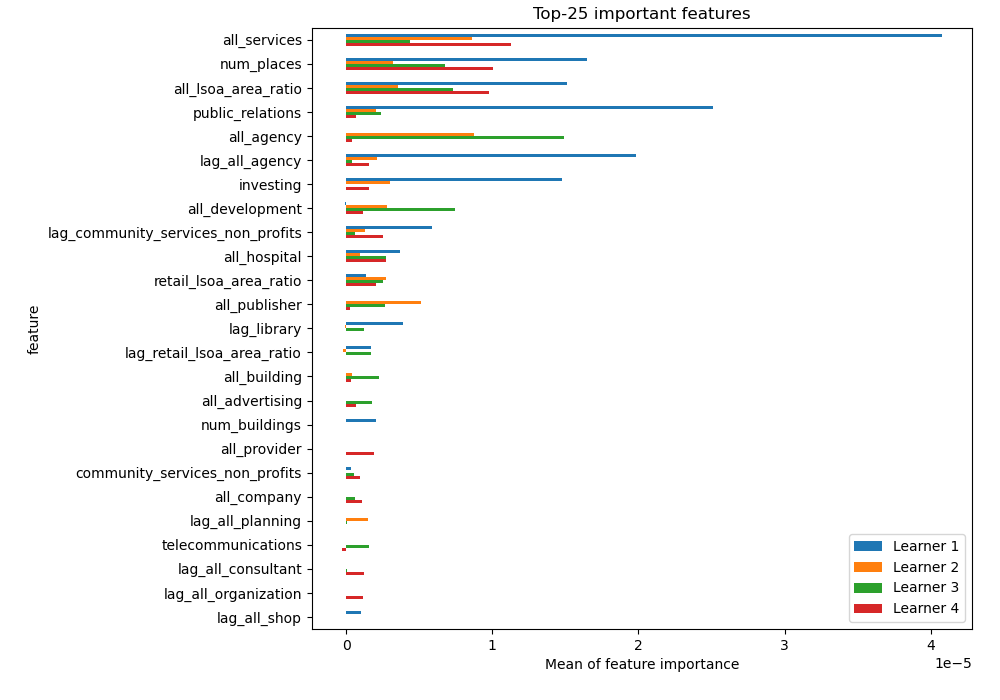 Top-25 important features
all_services
num_places
all_lsoa_area_ratio
public_relations
all_agency
lag_all_agency
investing
all_development
lag_community_services_non_profits
all_hospital
retail_lsoa_area_ratio
all_publisher
lag_library
lag_retail_lsoa_area_ratio
all_building
all_advertising
num_buildings
all_provider
community_services_non_profits
all_company
lag_all_planning
telecommunications
lag_all_consultant
lag_all_organization
lag_all_shop
feature
Learner 1
Learner 2
Learner 3
Learner 4
0 1 2 3 4
1e−5
Mean of feature importance